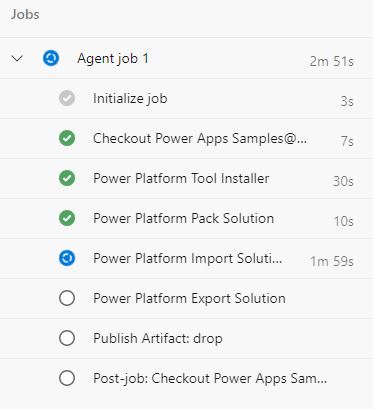 Jobs
Agent job 1 2m 51s
Initialize job 3s
Checkout Power Apps Samples@... 7s
Power Platform Tool Installer 30s
Power Platform Pack Solution 10s
Power Platform Import Soluti... 1m 59s
Power Platform Export Solution
Publish Artifact: drop
Post-job: Checkout Power Apps Sam...